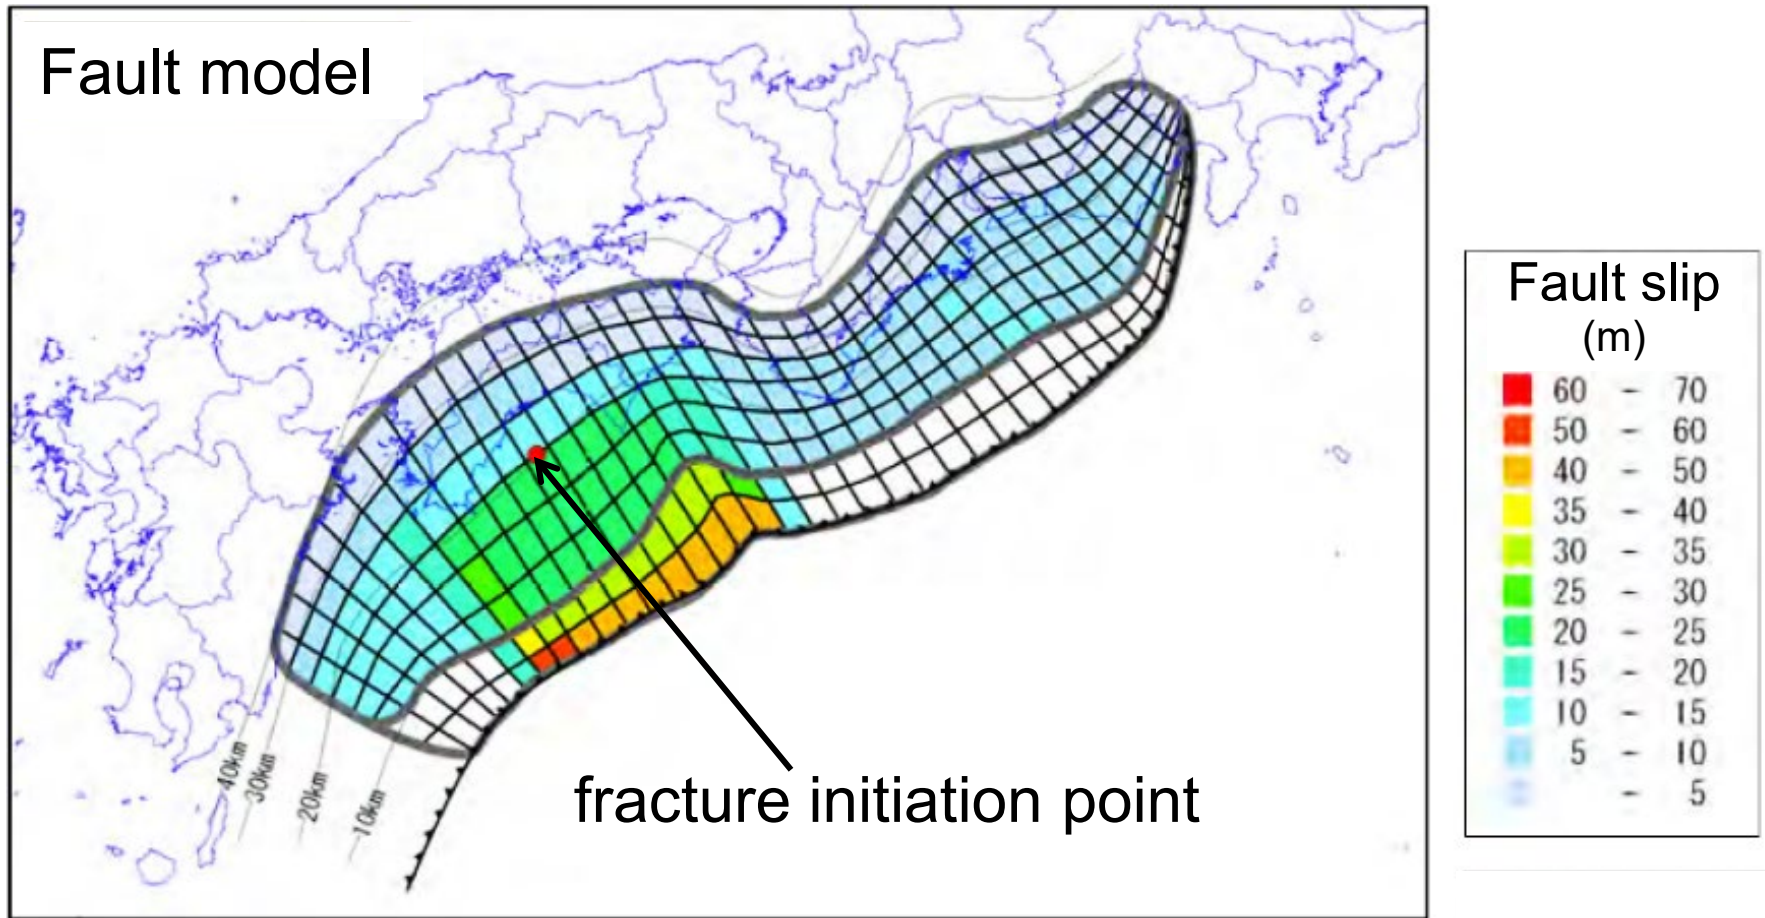 Fault model
40km
30km
20km
10km
fracture initiation point
Fault slip
(m)
60 - 70
50 - 60
40 - 50
35 - 40
30 - 35
25 - 30
20 - 25
15 - 20
10 - 15
5 - 10
- 5